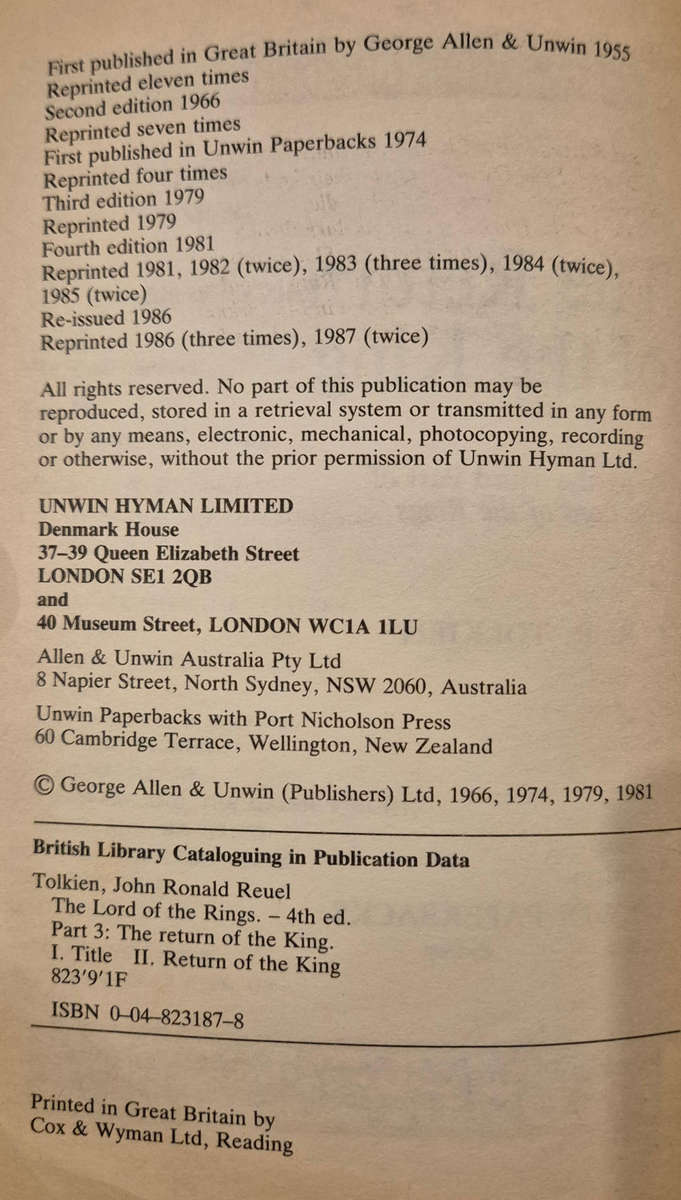 First published in Great Britain by George Allen & Unwin 1955
Reprinted eleven times
Second edition 1966
Reprinted seven times
First published in Unwin Paperbacks 1974
Reprinted four times
Third edition 1979
Reprinted 1979
Fourth edition 1981
Reprinted 1981, 1982 (twice), 1983 (three times), 1984 (twice),
1985 (twice)
Re-issued 1986
Reprinted 1986 (three times), 1987 (twice)
All rights reserved. No part of this publication may be
reproduced, stored in a retrieval system or transmitted in any form
or by any means, electronic, mechanical, photocopying, recording
or otherwise, without the prior permission of Unwin Hyman Ltd.
UNWIN HYMAN LIMITED
Denmark House
37–39 Queen Elizabeth Street
LONDON SE1 2QB
and
40 Museum Street, LONDON WC1A 1LU
Allen & Unwin Australia Pty Ltd
8 Napier Street, North Sydney, NSW 2060, Australia
Unwin Paperbacks with Port Nicholson Press
60 Cambridge Terrace, Wellington, New Zealand
© George Allen & Unwin (Publishers) Ltd, 1966, 1974, 1979, 1981
British Library Cataloguing in Publication Data
Tolkien, John Ronald Reuel
The Lord of the Rings. – 4th ed.
Part 3: The return of the King.
I. Title II. Return of the King
823′9′1F
ISBN 0–04–823187–8
Printed in Great Britain by
Cox & Wyman Ltd, Reading